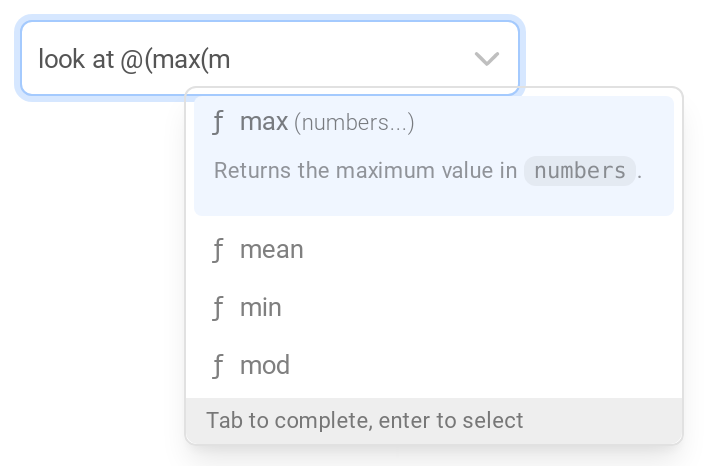 look at @(max(m
ƒ max (numbers...)
Returns the maximum value in numbers.
ƒ mean
ƒ min
ƒ mod
Tab to complete, enter to select